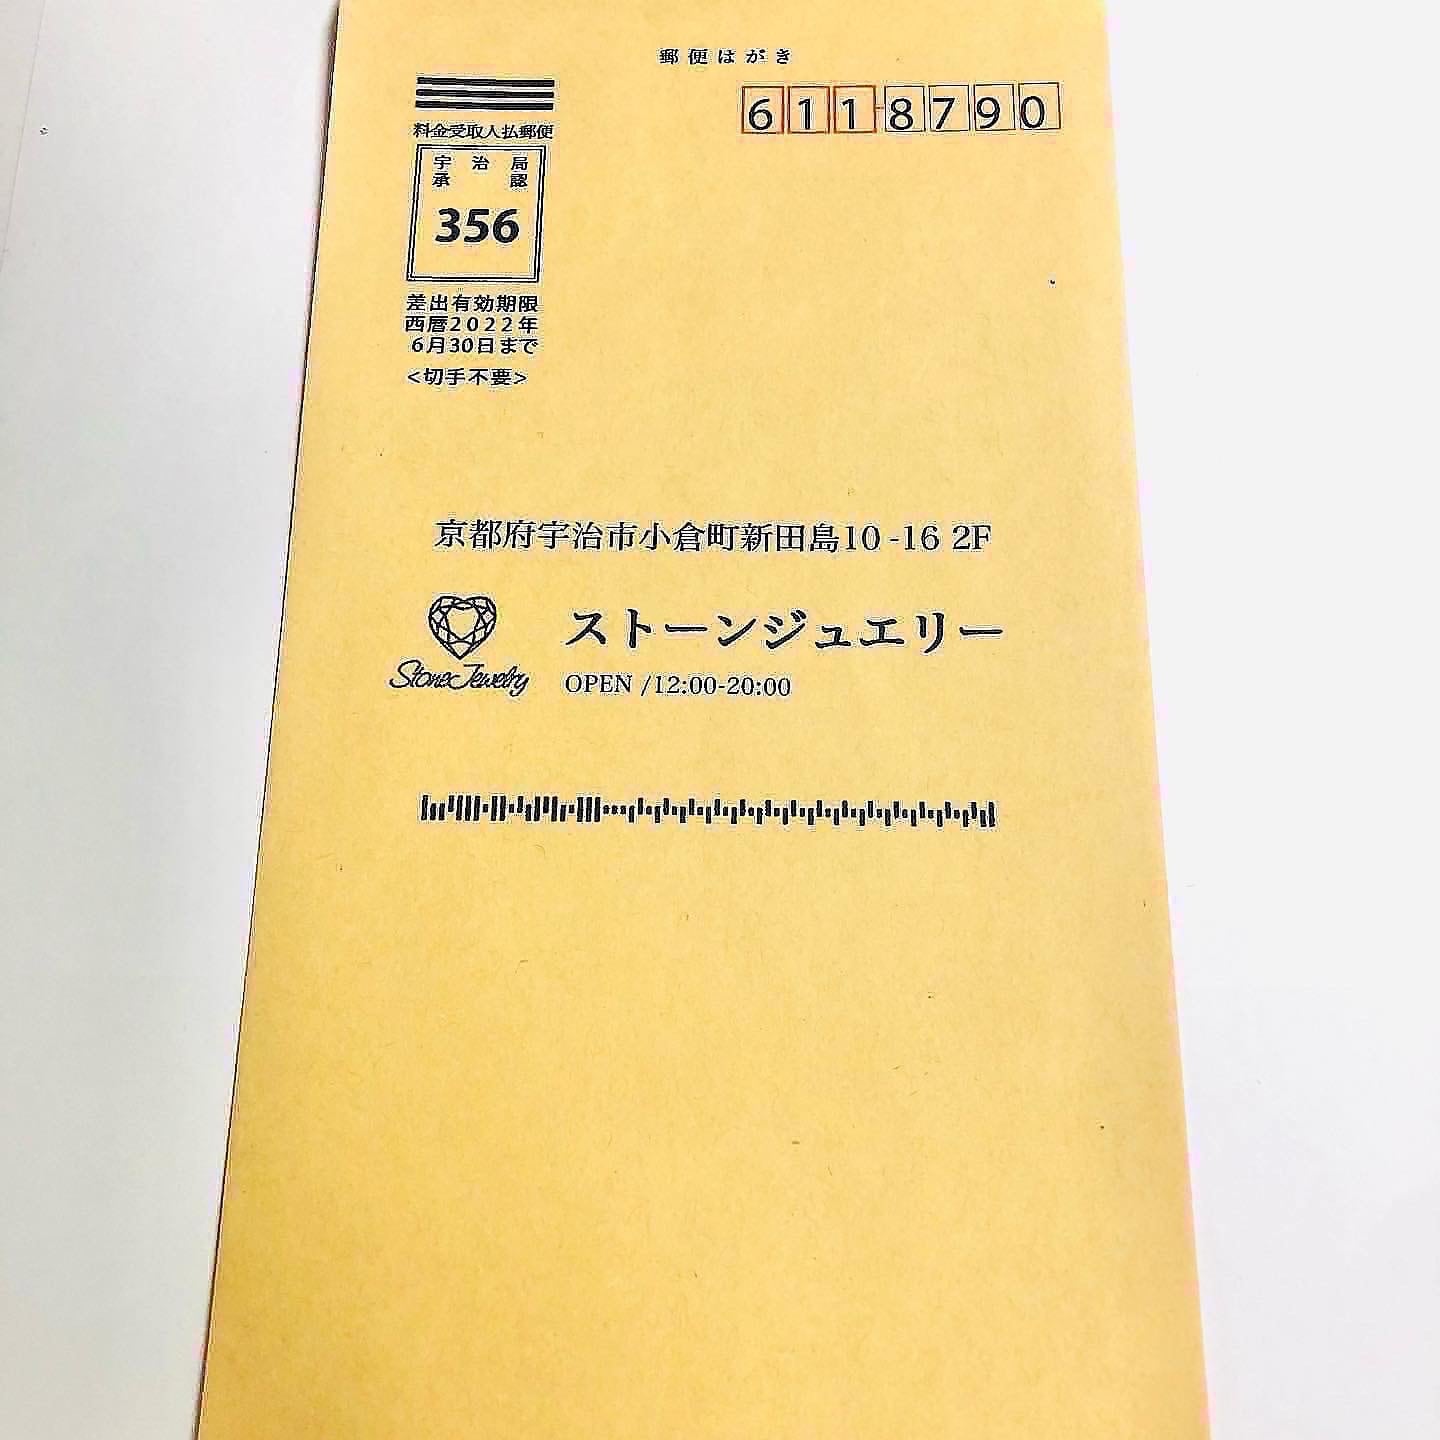 郵便はがき
611-8790
料金受取人払郵便
宇治局
承認
356
差出有効期限
西暦2022年
6月30日まで
<切手不要>
京都府宇治市小倉町新田島10-16 2F
ストーンジュエリー
Stone Jewelry
OPEN /12:00-20:00